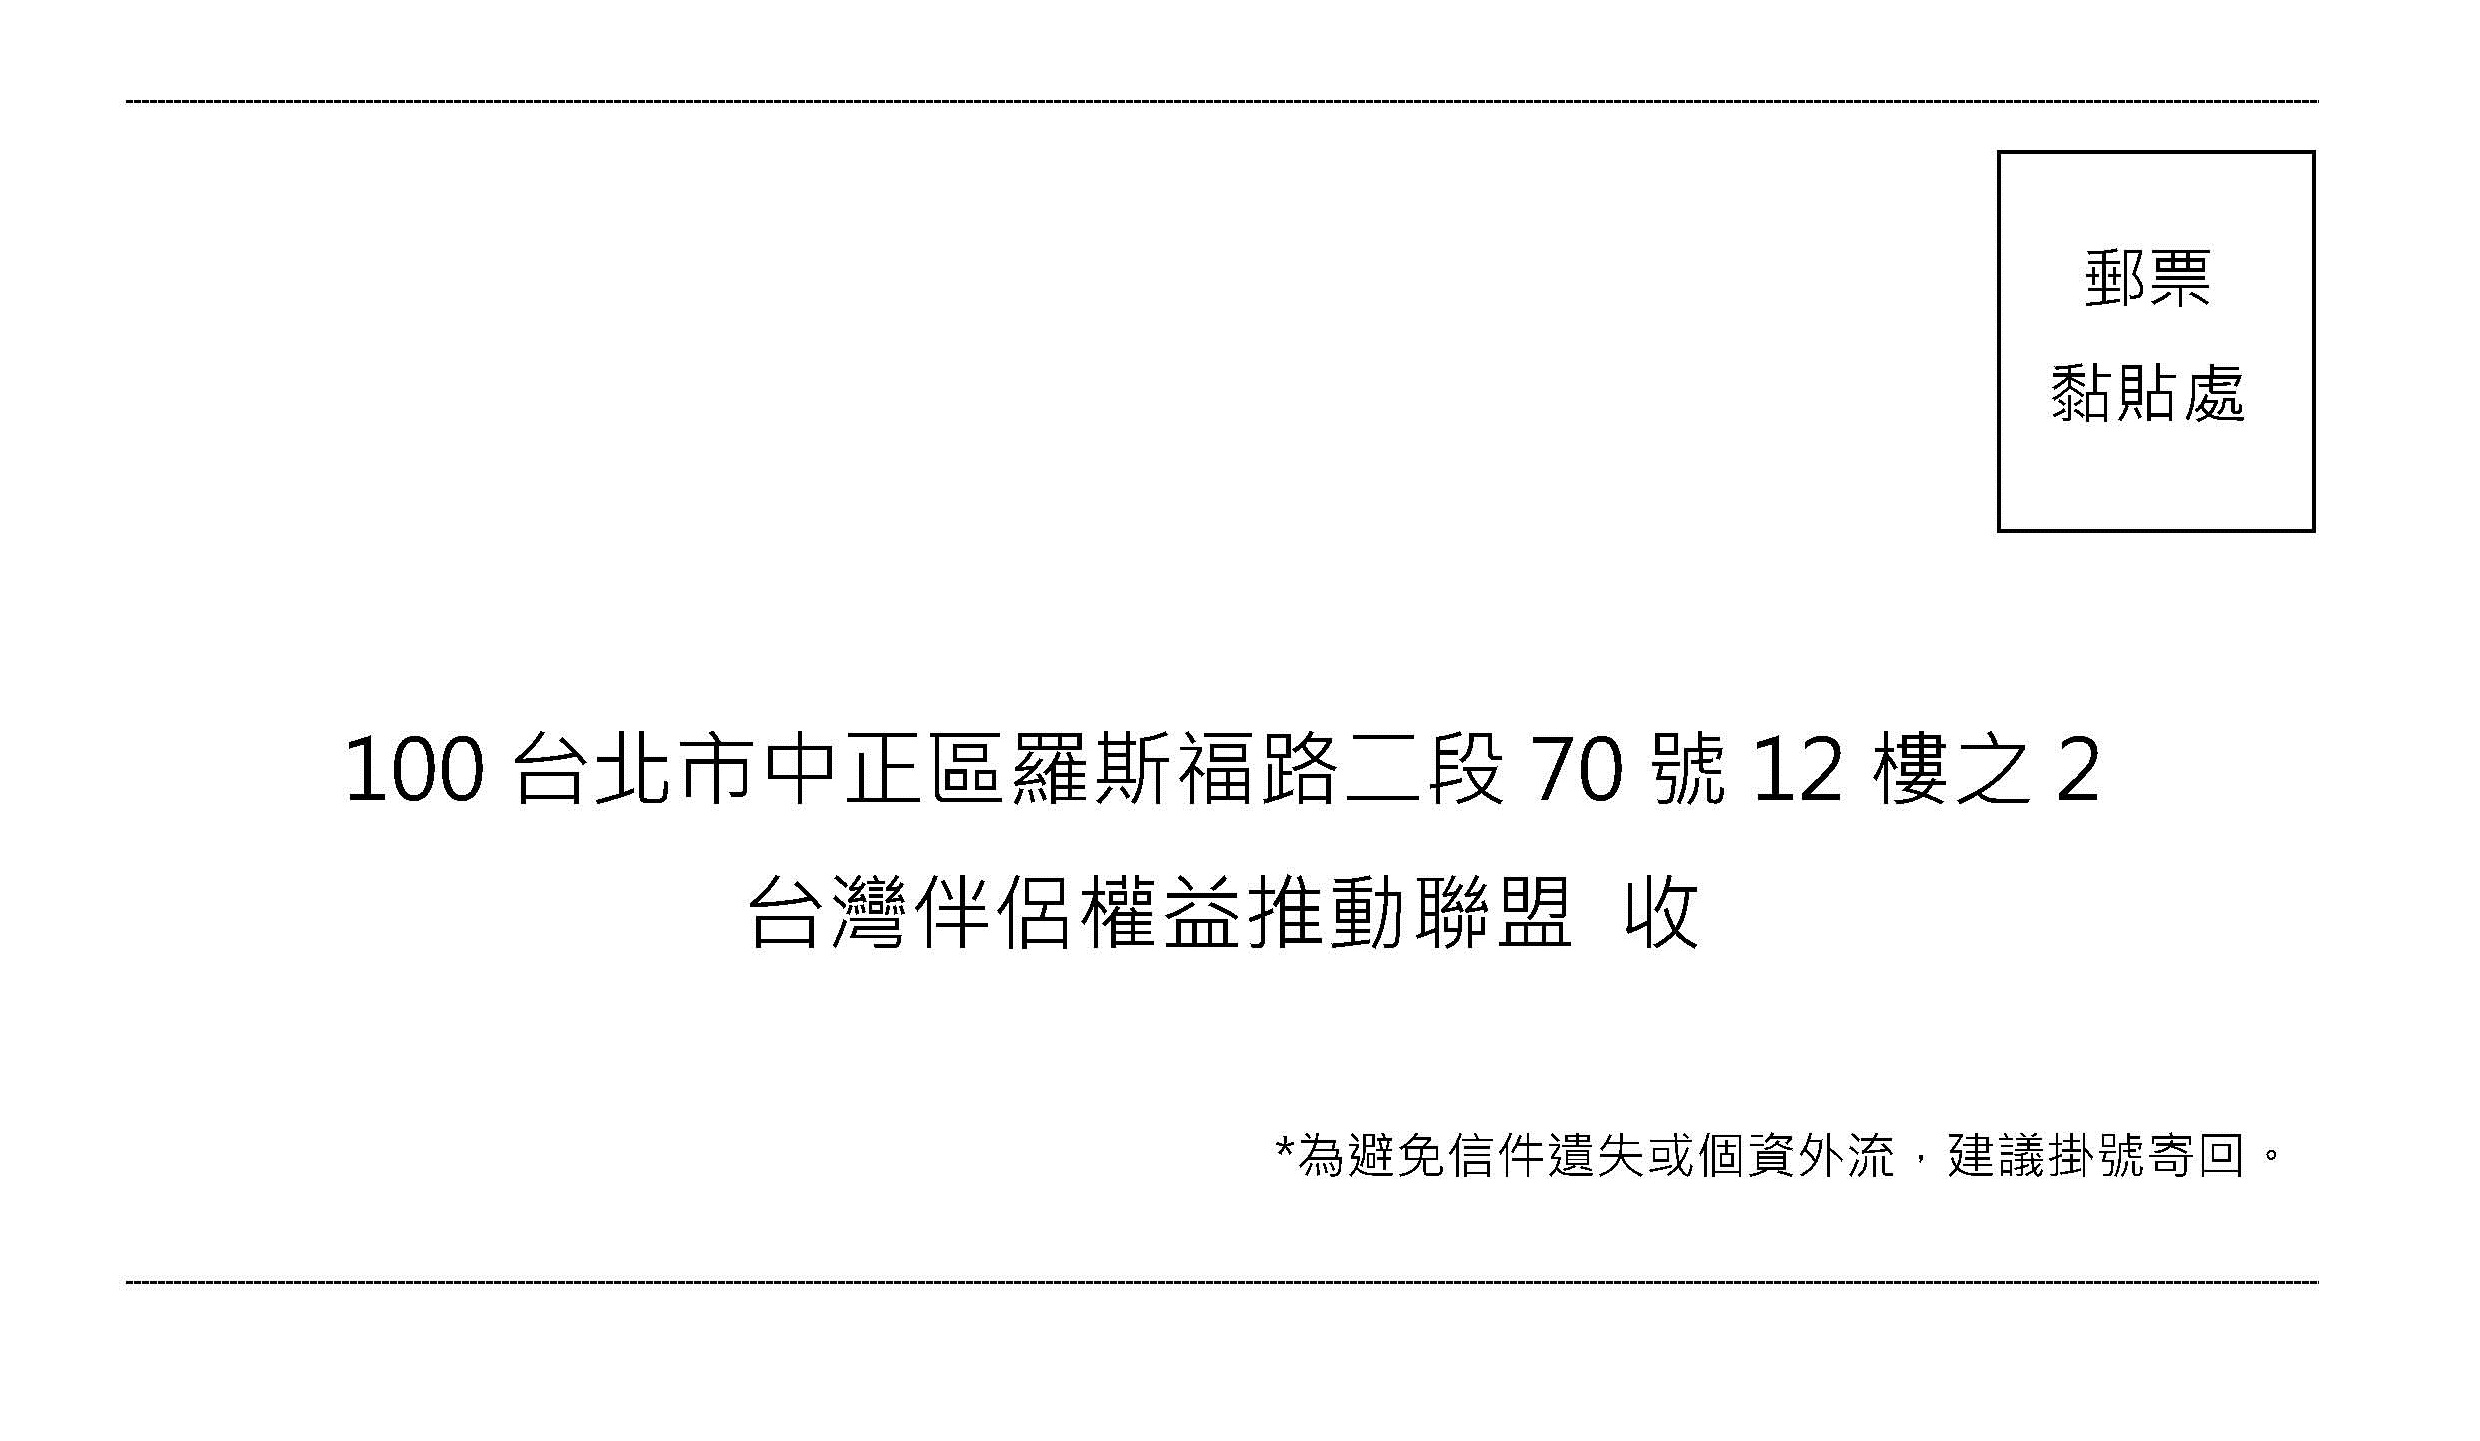 郵票
黏貼處
100 台北市中正區羅斯福路二段 70 號 12 樓之 2
台灣伴侶權益推動聯盟 收
*為避免信件遺失或個資外流，建議掛號寄回。